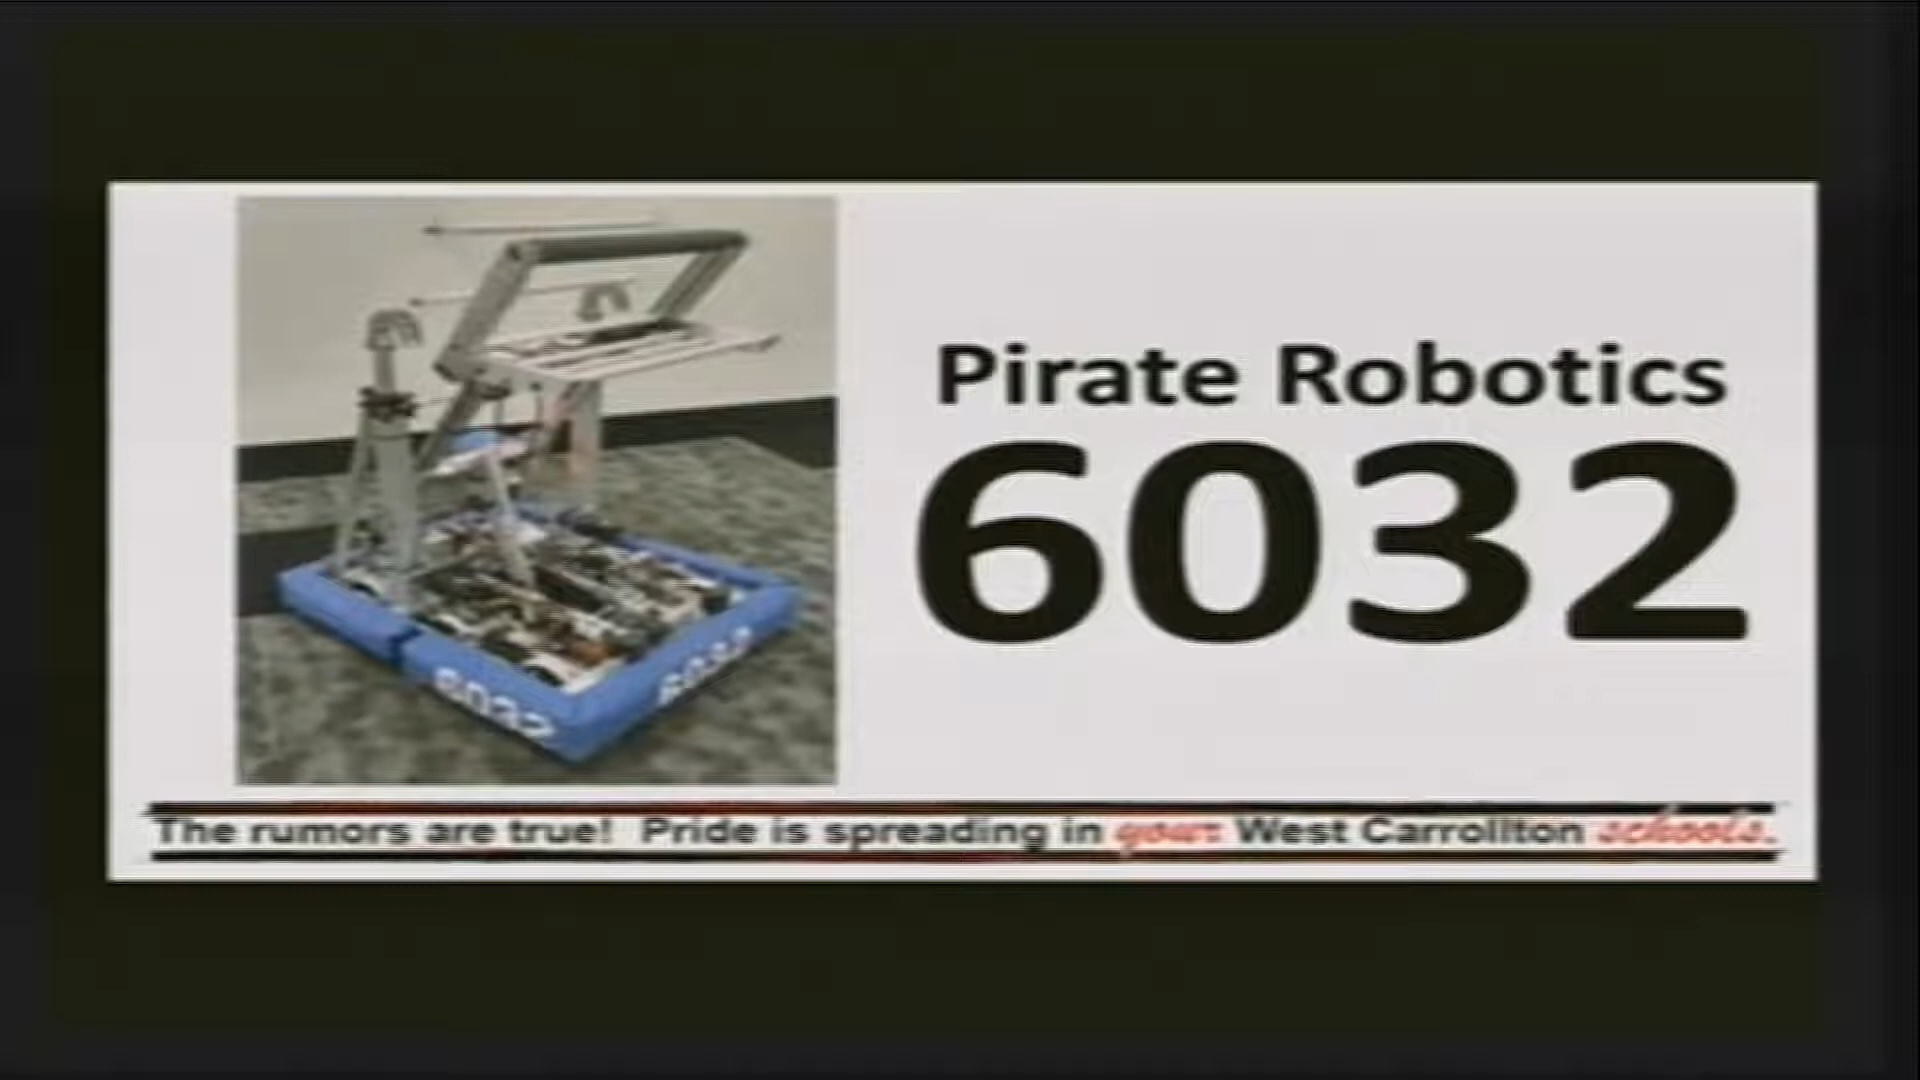 Pirate Robotics
6032
6032
6032
The rumors are true! Pride is spreading in your West Carrollton schools.